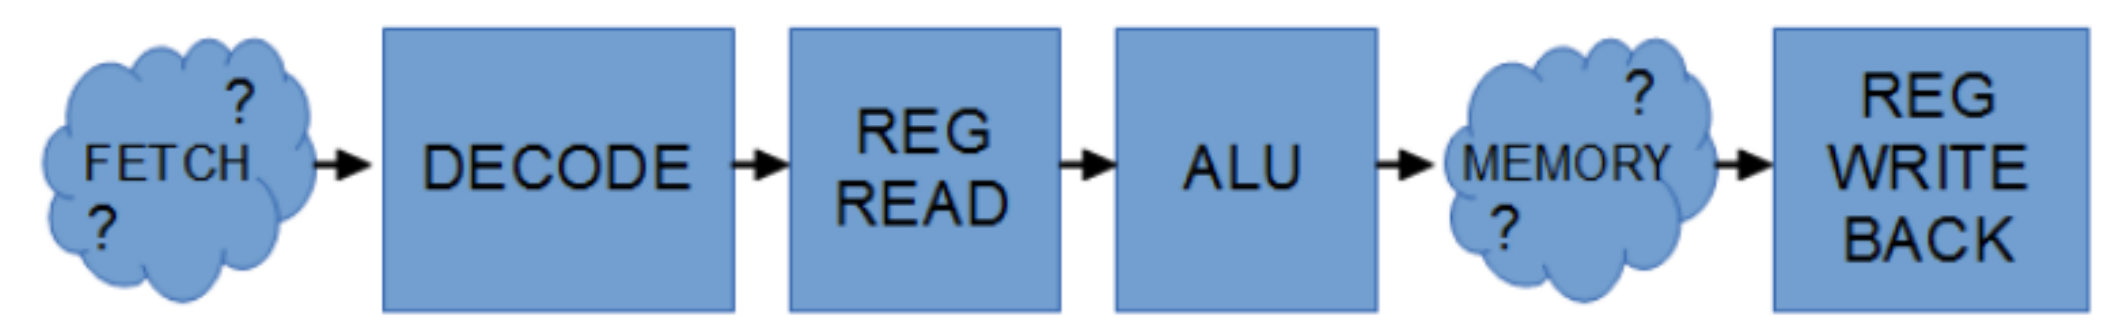 ?
FETCH
?
DECODE
REG
READ
ALU
?
MEMORY
?
REG
WRITE
BACK